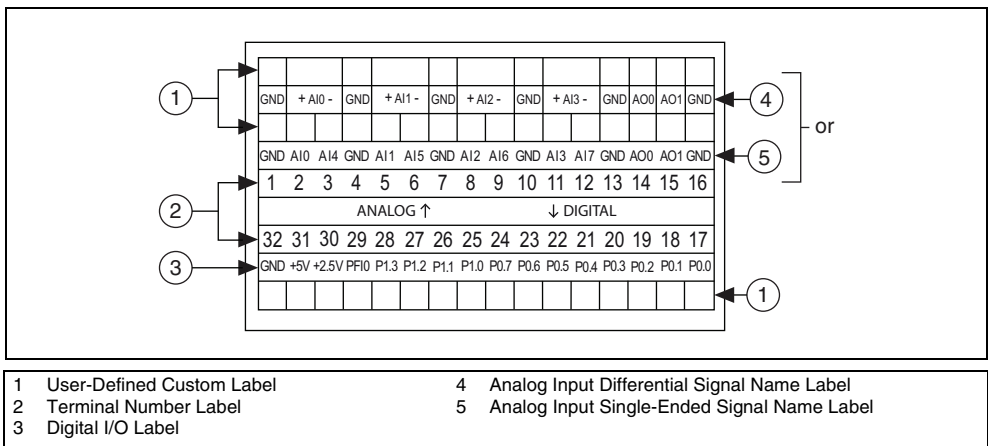 GND + AI0 - GND + AI1 - GND + AI2 - GND + AI3 - GND AO0 AO1 GND
1
4
or
GND AI0 AI4 GND AI1 AI5 GND AI2 AI6 GND AI3 AI7 GND AO0 AO1 GND
5
1 2 3 4 5 6 7 8 9 10 11 12 13 14 15 16
2
ANALOG ↑ ↓ DIGITAL
32 31 30 29 28 27 26 25 24 23 22 21 20 19 18 17
3
GND +5V +2.5V PFI0 P1.3 P1.2 P1.1 P1.0 P0.7 P0.6 P0.5 P0.4 P0.3 P0.2 P0.1 P0.0
1
1 User-Defined Custom Label
2 Terminal Number Label
3 Digital I/O Label
4 Analog Input Differential Signal Name Label
5 Analog Input Single-Ended Signal Name Label